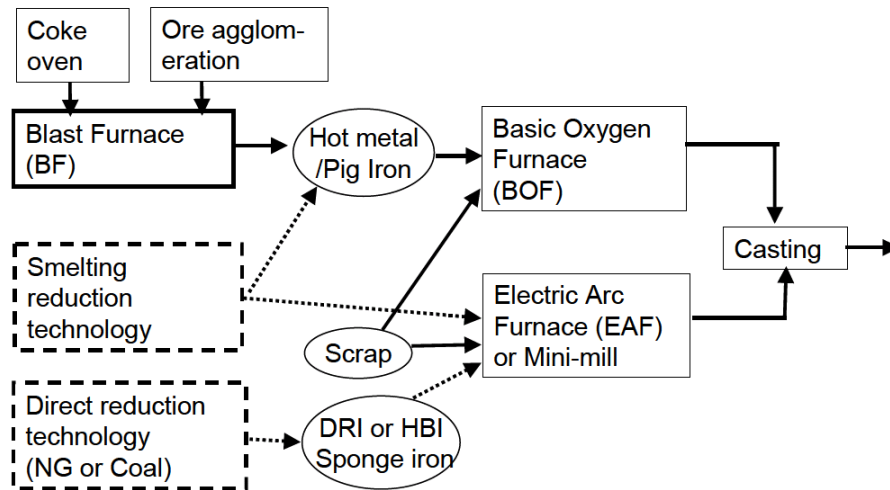 Coke
oven
Ore agglom-
eration
Blast Furnace
(BF)
Hot metal
/Pig Iron
Basic Oxygen
Furnace
(BOF)
Casting
Smelting
reduction
technology
Electric Arc
Furnace (EAF)
or Mini-mill
Scrap
Direct reduction
technology
(NG or Coal)
DRI or HBI
Sponge iron